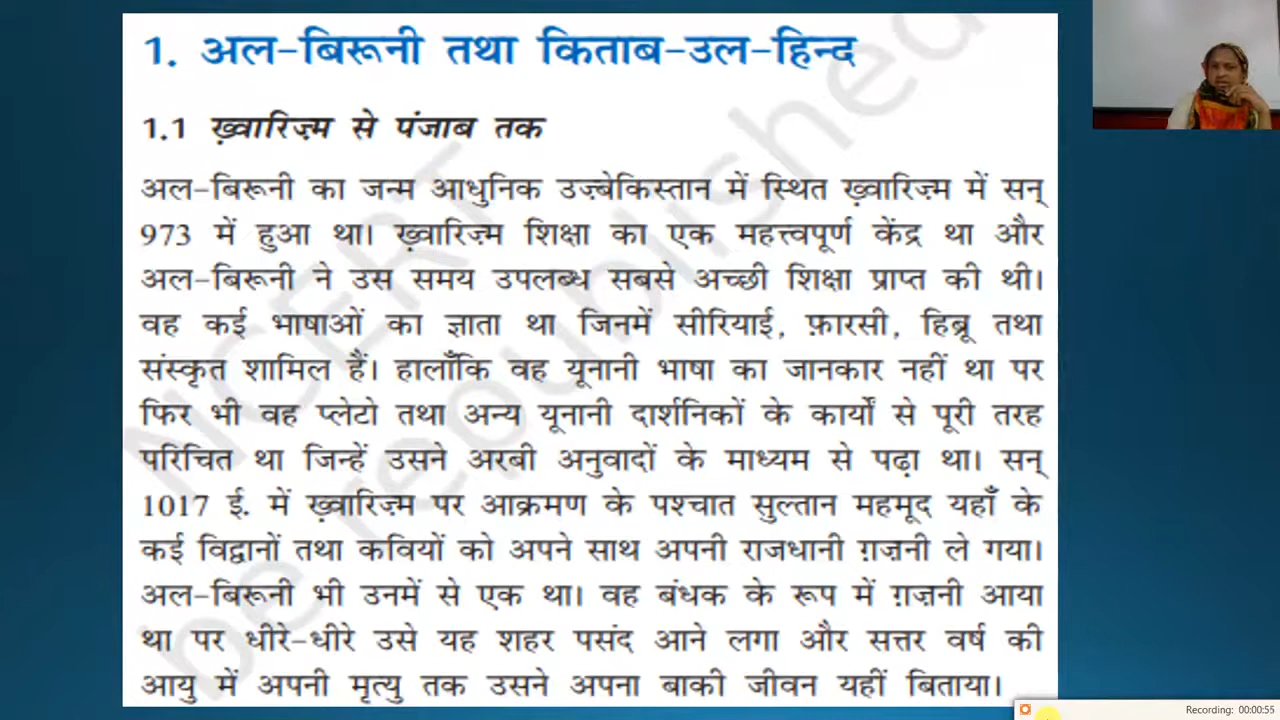 1. अल-बिरूनी तथा किताब-उल-हिन्द
1.1 ख़्वारिज़्म से पंजाब तक
अल-बिरूनी का जन्म आधुनिक उज़्बेकिस्तान में स्थित ख़्वारिज़्म में सन्
973 में हुआ था। ख़्वारिज़्म शिक्षा का एक महत्त्वपूर्ण केंद्र था और
अल-बिरूनी ने उस समय उपलब्ध सबसे अच्छी शिक्षा प्राप्त की थी।
वह कई भाषाओं का ज्ञाता था जिनमें सीरियाई, फ़ारसी, हिब्रू तथा
संस्कृत शामिल हैं। हालाँकि वह यूनानी भाषा का जानकार नहीं था पर
फिर भी वह प्लेटो तथा अन्य यूनानी दार्शनिकों के कार्यों से पूरी तरह
परिचित था जिन्हें उसने अरबी अनुवादों के माध्यम से पढ़ा था। सन्
1017 ई. में ख़्वारिज़्म पर आक्रमण के पश्चात सुल्तान महमूद यहाँ के
कई विद्वानों तथा कवियों को अपने साथ अपनी राजधानी ग़ज़नी ले गया।
अल-बिरूनी भी उनमें से एक था। वह बंधक के रूप में ग़ज़नी आया
था पर धीरे-धीरे उसे यह शहर पसंद आने लगा और सत्तर वर्ष की
आयु में अपनी मृत्यु तक उसने अपना बाकी जीवन यहीं बिताया।
NCERT
be republished
Recording: 00:00:55